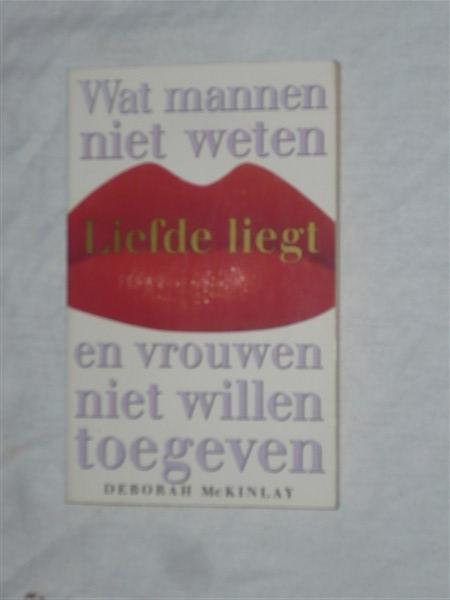 Wat mannen
niet weten
Liefde liegt
en vrouwen
niet willen
toegeven
DEBORAH McKINLAY